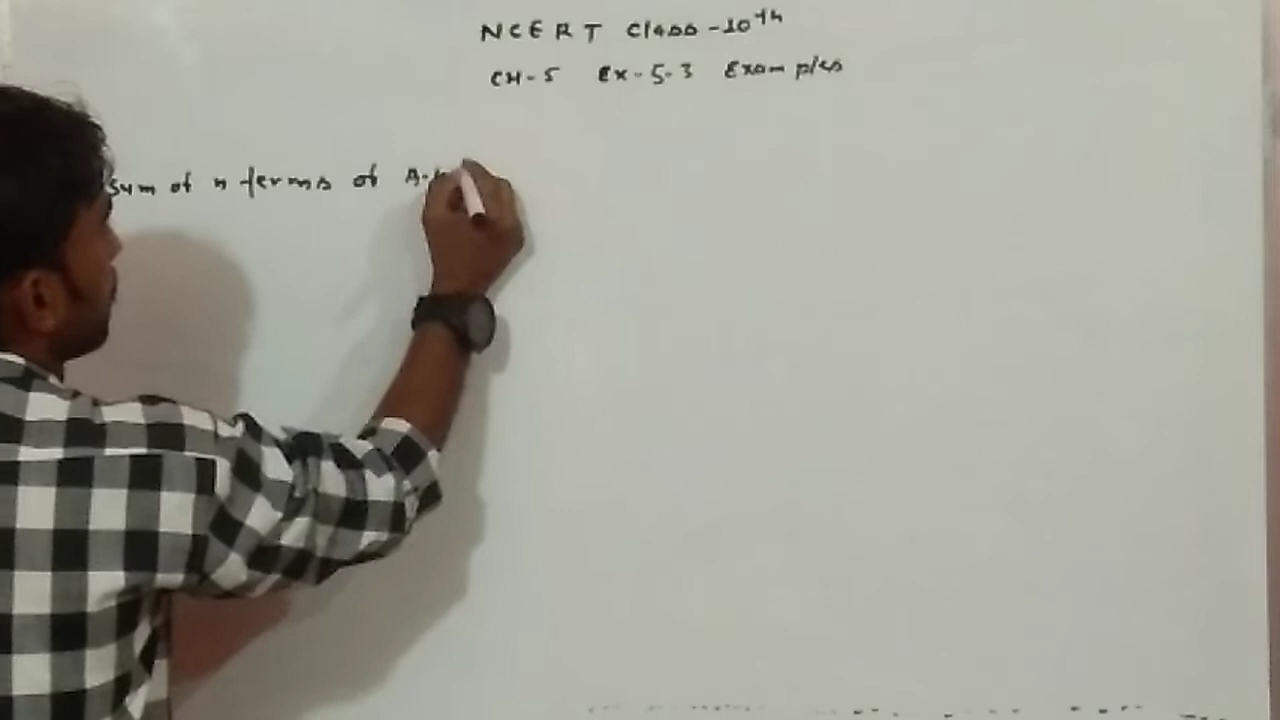 NCERT Class-10th
CH-5 Ex-5.3 Examples
Sum of n terms of A.